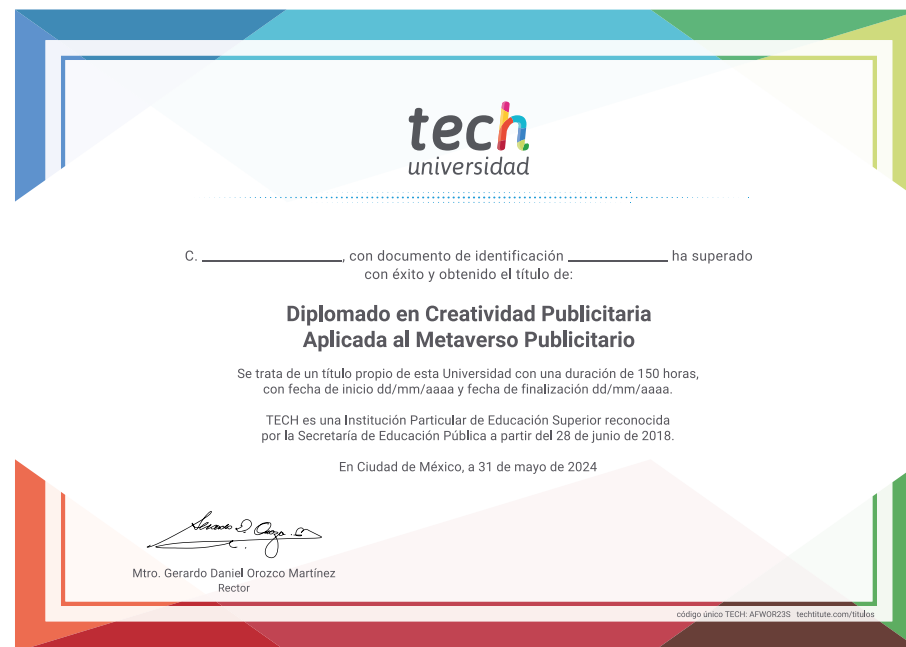 tech
universidad
C. ____________________, con documento de identificación ______________ ha superado
con éxito y obtenido el título de:
Diplomado en Creatividad Publicitaria
Aplicada al Metaverso Publicitario
Se trata de un título propio de esta Universidad con una duración de 150 horas,
con fecha de inicio dd/mm/aaaa y fecha de finalización dd/mm/aaaa.
TECH es una Institución Particular de Educación Superior reconocida
por la Secretaría de Educación Pública a partir del 28 de junio de 2018.
En Ciudad de México, a 31 de mayo de 2024
Mtro. Gerardo Daniel Orozco Martínez
Rector
código único TECH: AFWOR23S techtitute.com/titulos